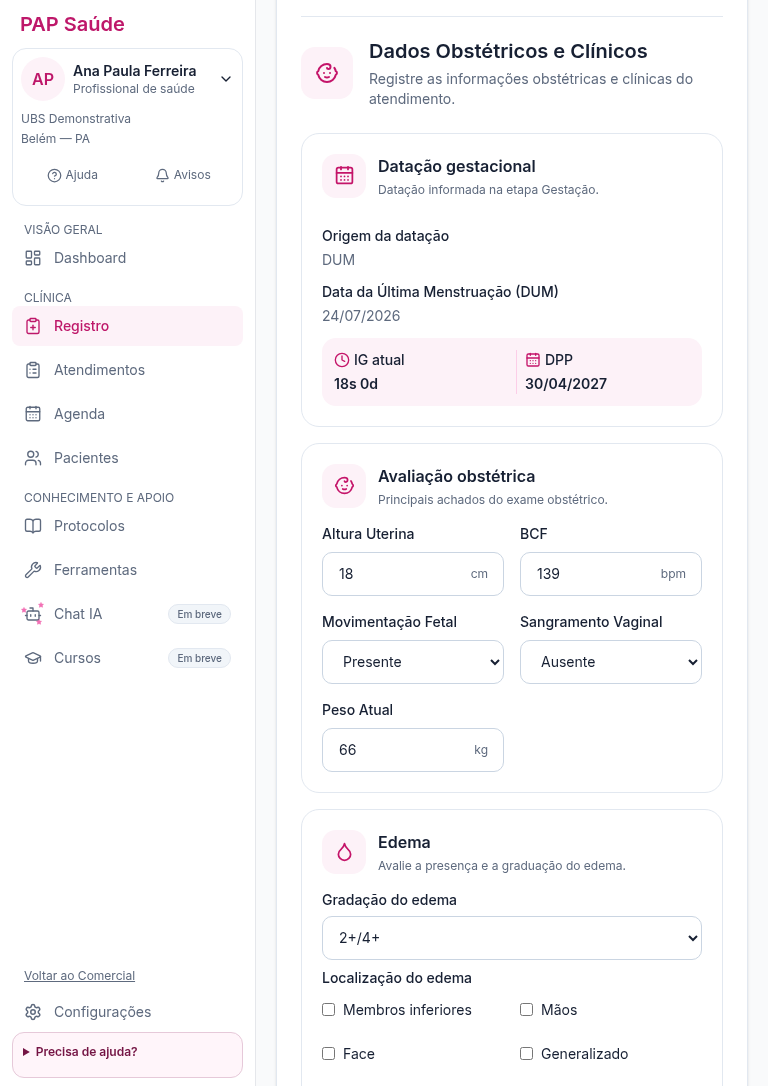 PAP Saúde
AP
Ana Paula Ferreira
Profissional de saúde
UBS Demonstrativa
Belém — PA
Ajuda
Avisos
VISÃO GERAL
Dashboard
CLÍNICA
Registro
Atendimentos
Agenda
Pacientes
CONHECIMENTO E APOIO
Protocolos
Ferramentas
Chat IA
Em breve
Cursos
Em breve
Voltar ao Comercial
Configurações
Precisa de ajuda?
Dados Obstétricos e Clínicos
Registre as informações obstétricas e clínicas do
atendimento.
Datação gestacional
Datação informada na etapa Gestação.
Origem da datação
DUM
Data da Última Menstruação (DUM)
24/07/2026
IG atual
18s 0d
DPP
30/04/2027
Avaliação obstétrica
Principais achados do exame obstétrico.
Altura Uterina
18 cm
BCF
139 bpm
Movimentação Fetal
Presente
Sangramento Vaginal
Ausente
Peso Atual
66 kg
Edema
Avalie a presença e a graduação do edema.
Gradação do edema
2+/4+
Localização do edema
Membros inferiores
Mãos
Face
Generalizado